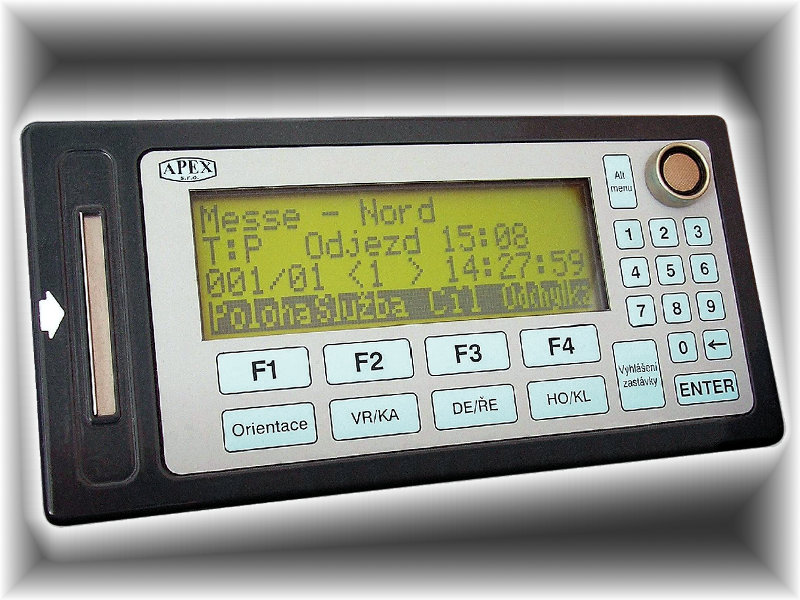 APEX
s.r.o.
Alt
menu
Messe - Nord
T:P Odjezd 15:08
001/01 <1 > 14:27:59
Poloha Služba Cíl Odchylka
1 2 3
4 5 6
7 8 9
0 ←
F1 F2 F3 F4
Vyhlášení
zastávky
ENTER
Orientace VR/KA DE/ŘE HO/KL